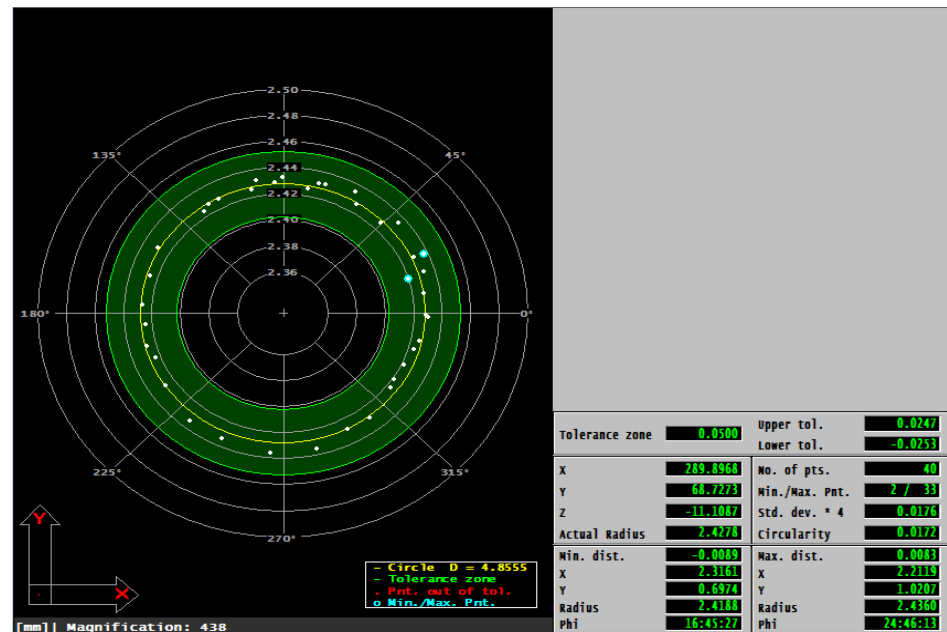 2.50
2.48
2.46
135° 45°
2.44
2.42
2.40
2.38
2.36
180° 0°
225° 315°
270°
Y
X
– Circle D = 4.8555
– Tolerance zone
. Pnt. out of tol.
o Min./Max. Pnt.
[mm]| Magnification: 438
Tolerance zone 0.0500
Upper tol. 0.0247
Lower tol. -0.0253
X 289.8968
Y 68.7273
Z -11.1087
Actual Radius 2.4278
No. of pts. 40
Min./Max. Pnt. 2 / 33
Std. dev. * 4 0.0176
Circularity 0.0172
Min. dist. -0.0089
X 2.3161
Y 0.6974
Radius 2.4188
Phi 16:45:27
Max. dist. 0.0083
X 2.2119
Y 1.0207
Radius 2.4360
Phi 24:46:13